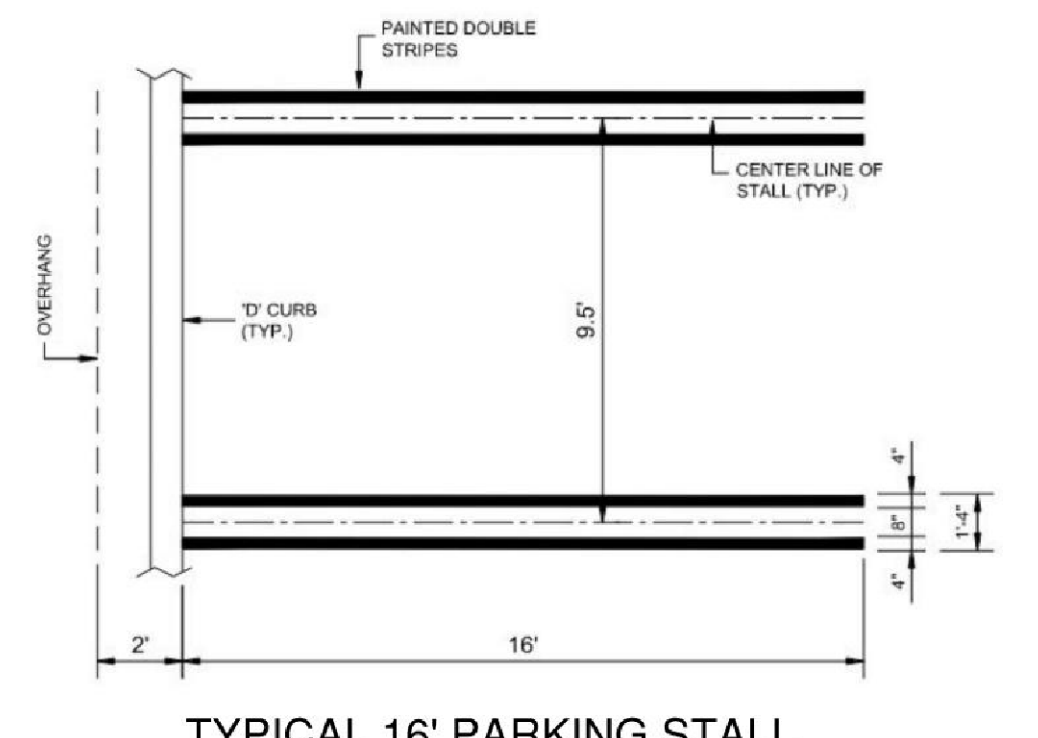 PAINTED DOUBLE
STRIPES
CENTER LINE OF
STALL (TYP.)
OVERHANG
'D' CURB
(TYP.)
9.5'
4"
8"
1'-4"
4"
2'
16'
TYPICAL 16' PARKING STALL